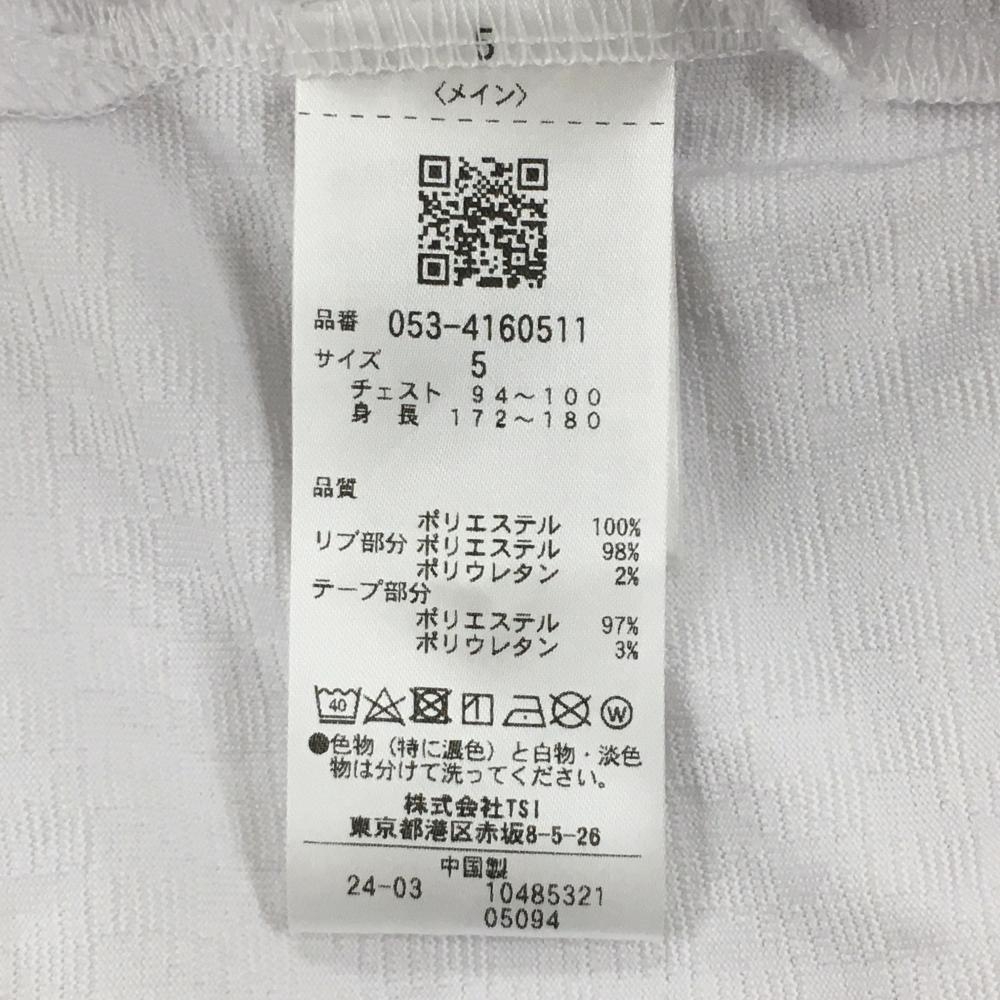 5
〈メイン〉
品番 053-4160511
サイズ 5
チェスト 94～100
身 長 172～180
品質
ポリエステル 100%
リブ部分 ポリエステル 98%
ポリウレタン 2%
テープ部分
ポリエステル 97%
ポリウレタン 3%
40 W
●色物（特に濃色）と白物・淡色
物は分けて洗ってください。
株式会社TSI
東京都港区赤坂8-5-26
中国製
24-03 10485321
05094